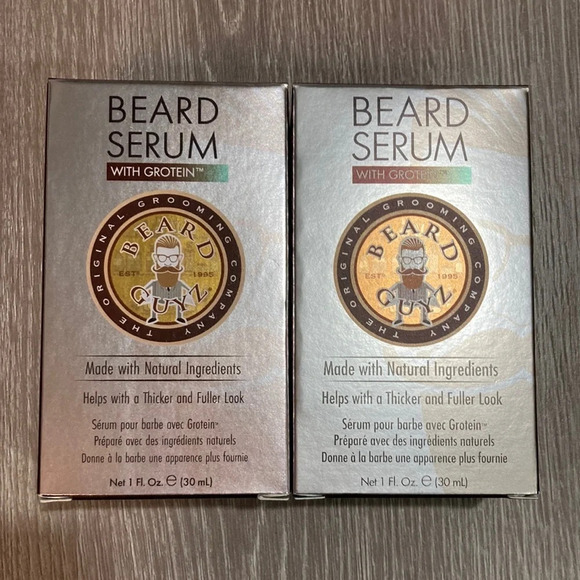 BEARD
SERUM
WITH GROTEIN™
THE ORIGINAL GROOMING COMPANY
BEARD
EST? 1995
GUYZ®
Made with Natural Ingredients
Helps with a Thicker and Fuller Look
Sérum pour barbe avec Grotein™
Préparé avec des ingrédients naturels
Donne à la barbe une apparence plus fournie
Net 1 Fl. Oz. ℮ (30 mL)
BEARD
SERUM
WITH GROTEIN™
THE ORIGINAL GROOMING COMPANY
BEARD
EST? 1995
GUYZ®
Made with Natural Ingredients
Helps with a Thicker and Fuller Look
Sérum pour barbe avec Grotein™
Préparé avec des ingrédients naturels
Donne à la barbe une apparence plus fournie
Net 1 Fl. Oz. ℮ (30 mL)